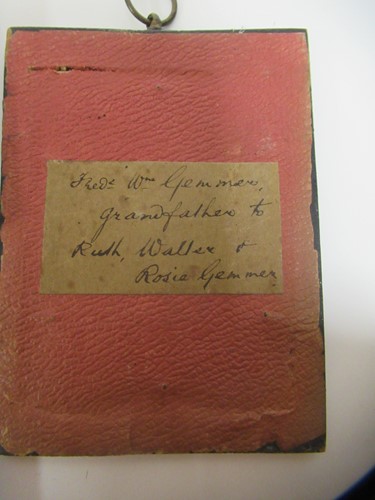 Fredc Wm Gemmer,
grandfather to
Ruth, Walter &
Rosie Gemmer